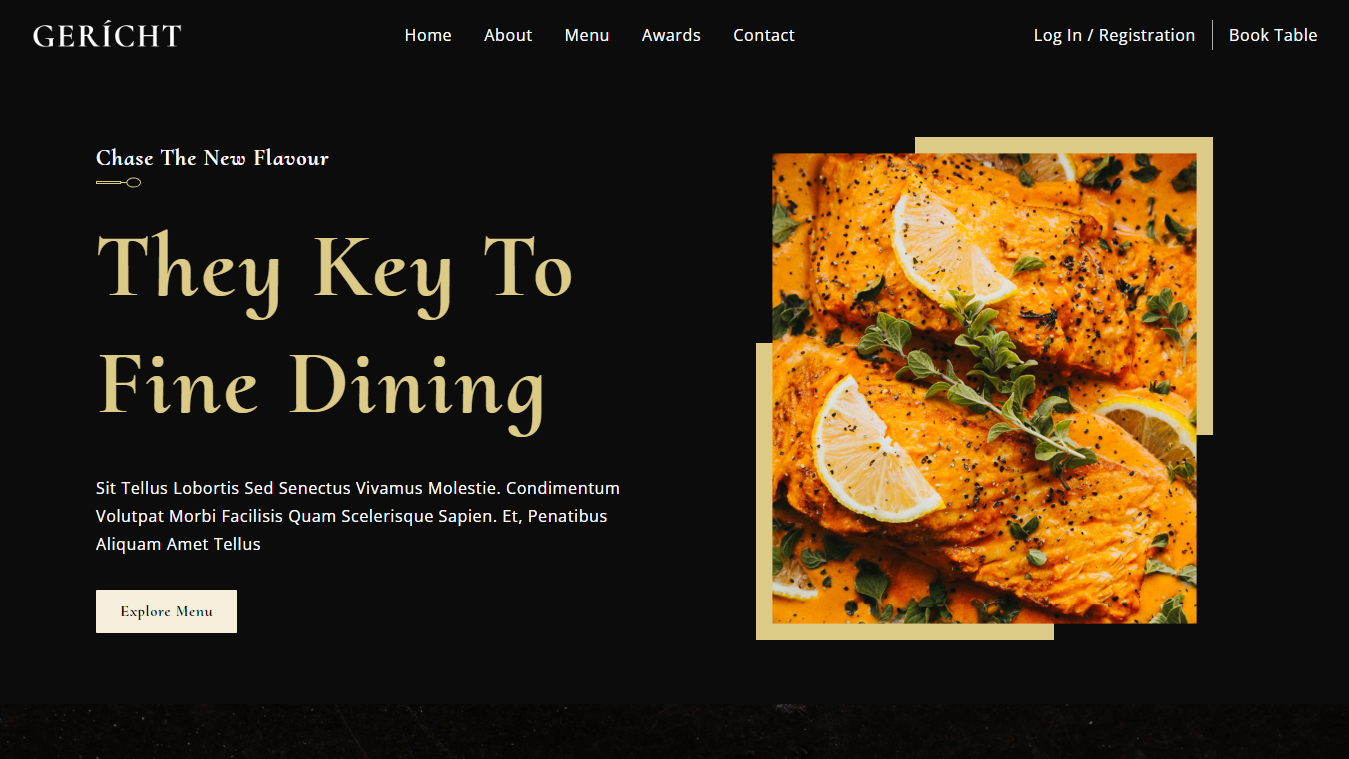 GERÍCHT
Home
About
Menu
Awards
Contact
Log In / Registration
Book Table
Chase The New Flavour
They Key To
Fine Dining
Sit Tellus Lobortis Sed Senectus Vivamus Molestie. Condimentum
Volutpat Morbi Facilisis Quam Scelerisque Sapien. Et, Penatibus
Aliquam Amet Tellus
Explore Menu